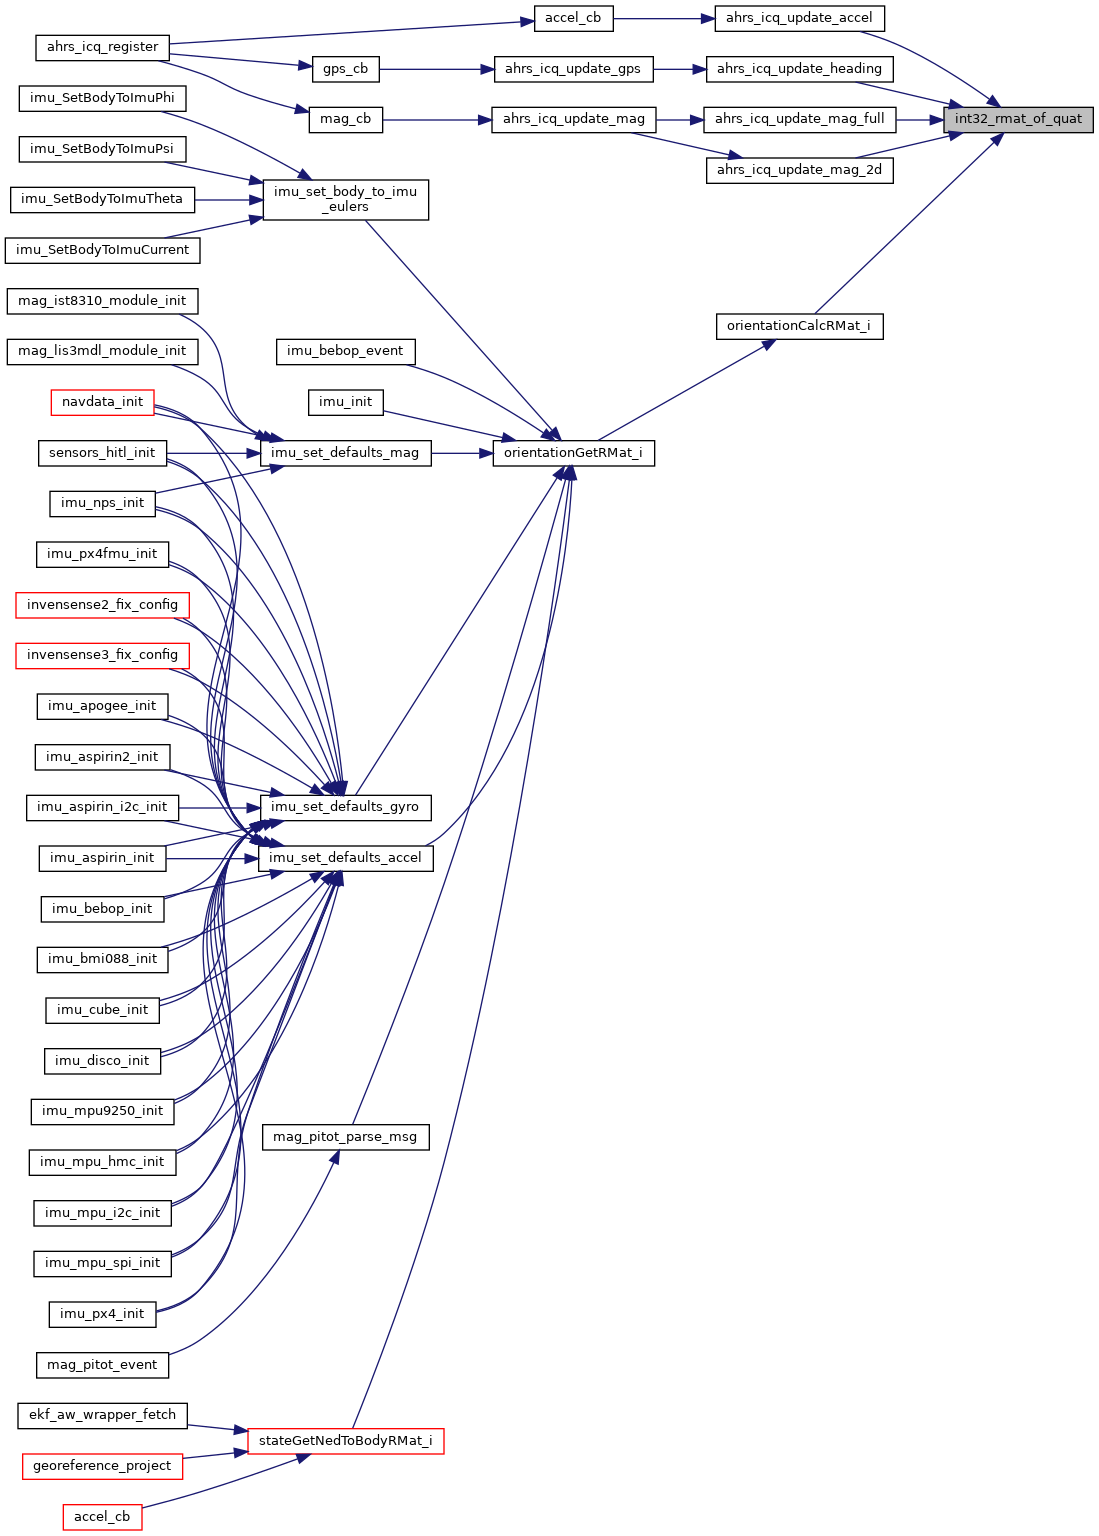 accel_cb
ahrs_icq_update_accel
ahrs_icq_register
gps_cb
ahrs_icq_update_gps
ahrs_icq_update_heading
imu_SetBodyToImuPhi
mag_cb
ahrs_icq_update_mag
ahrs_icq_update_mag_full
int32_rmat_of_quat
imu_SetBodyToImuPsi
ahrs_icq_update_mag_2d
imu_SetBodyToImuTheta
imu_set_body_to_imu
_eulers
imu_SetBodyToImuCurrent
mag_ist8310_module_init
orientationCalcRMat_i
mag_lis3mdl_module_init
imu_bebop_event
navdata_init
imu_init
sensors_hitl_init
imu_set_defaults_mag
orientationGetRMat_i
imu_nps_init
imu_px4fmu_init
invensense2_fix_config
invensense3_fix_config
imu_apogee_init
imu_aspirin2_init
imu_aspirin_i2c_init
imu_set_defaults_gyro
imu_aspirin_init
imu_set_defaults_accel
imu_bebop_init
imu_bmi088_init
imu_cube_init
imu_disco_init
imu_mpu9250_init
mag_pitot_parse_msg
imu_mpu_hmc_init
imu_mpu_i2c_init
imu_mpu_spi_init
imu_px4_init
mag_pitot_event
ekf_aw_wrapper_fetch
stateGetNedToBodyRMat_i
georeference_project
accel_cb